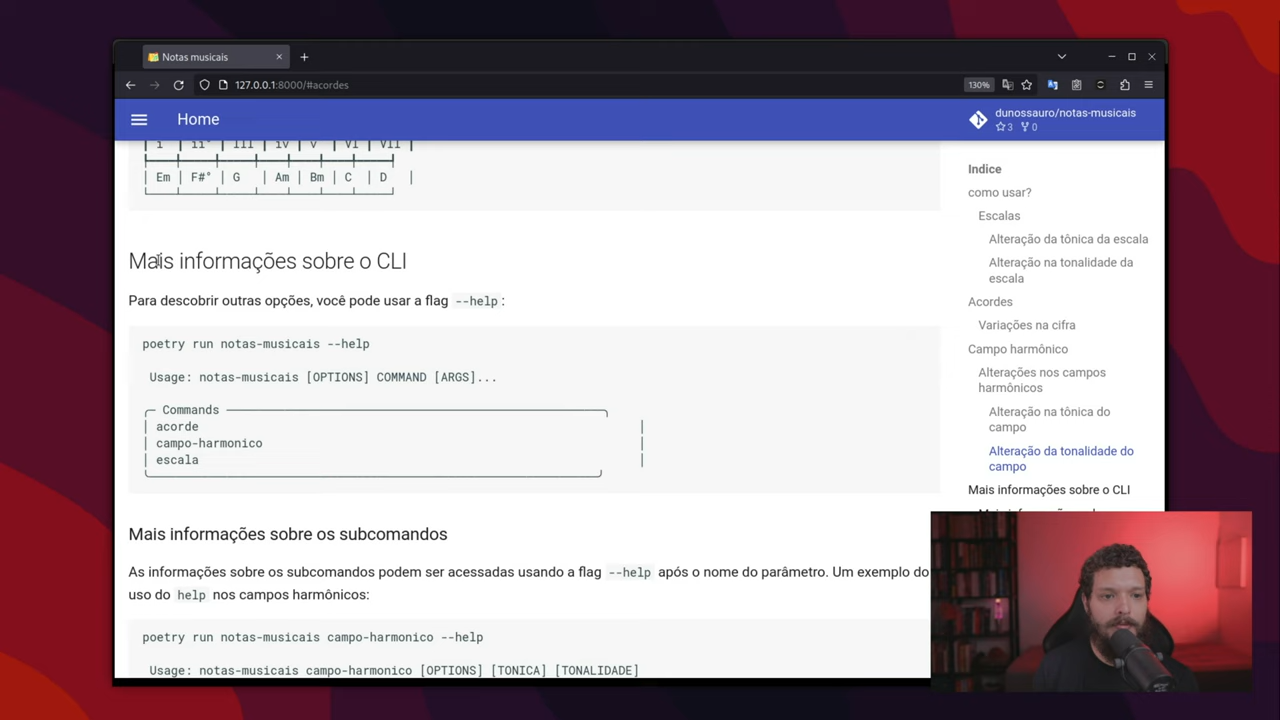 Notas musicais
127.0.0.1:8000/#acordes
130%
Home
dunossauro/notas-musicais
3 0
| i | ii° | III | iv | v | VI | VII |
| Em | F#° | G | Am | Bm | C | D |
Mais informações sobre o CLI
Para descobrir outras opções, você pode usar a flag --help:
poetry run notas-musicais --help
Usage: notas-musicais [OPTIONS] COMMAND [ARGS]...
Commands
acorde
campo-harmonico
escala
Mais informações sobre os subcomandos
As informações sobre os subcomandos podem ser acessadas usando a flag --help após o nome do parâmetro. Um exemplo do
uso do help nos campos harmônicos:
poetry run notas-musicais campo-harmonico --help
Usage: notas-musicais campo-harmonico [OPTIONS] [TONICA] [TONALIDADE]
Indice
como usar?
Escalas
Alteração da tônica da escala
Alteração na tonalidade da
escala
Acordes
Variações na cifra
Campo harmônico
Alterações nos campos
harmônicos
Alteração na tônica do
campo
Alteração da tonalidade do
campo
Mais informações sobre o CLI